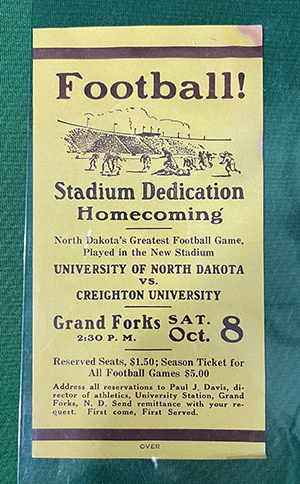 Football!
Stadium Dedication
Homecoming
North Dakota's Greatest Football Game,
Played in the New Stadium
UNIVERSITY OF NORTH DAKOTA
VS.
CREIGHTON UNIVERSITY
Grand Forks SAT. 8
2:30 P. M. Oct.
Reserved Seats, $1.50; Season Ticket for
All Football Games $5.00
Address all reservations to Paul J. Davis, di-
rector of athletics, University Station, Grand
Forks, N. D. Send remittance with your re-
quest. First come, First Served.
OVER